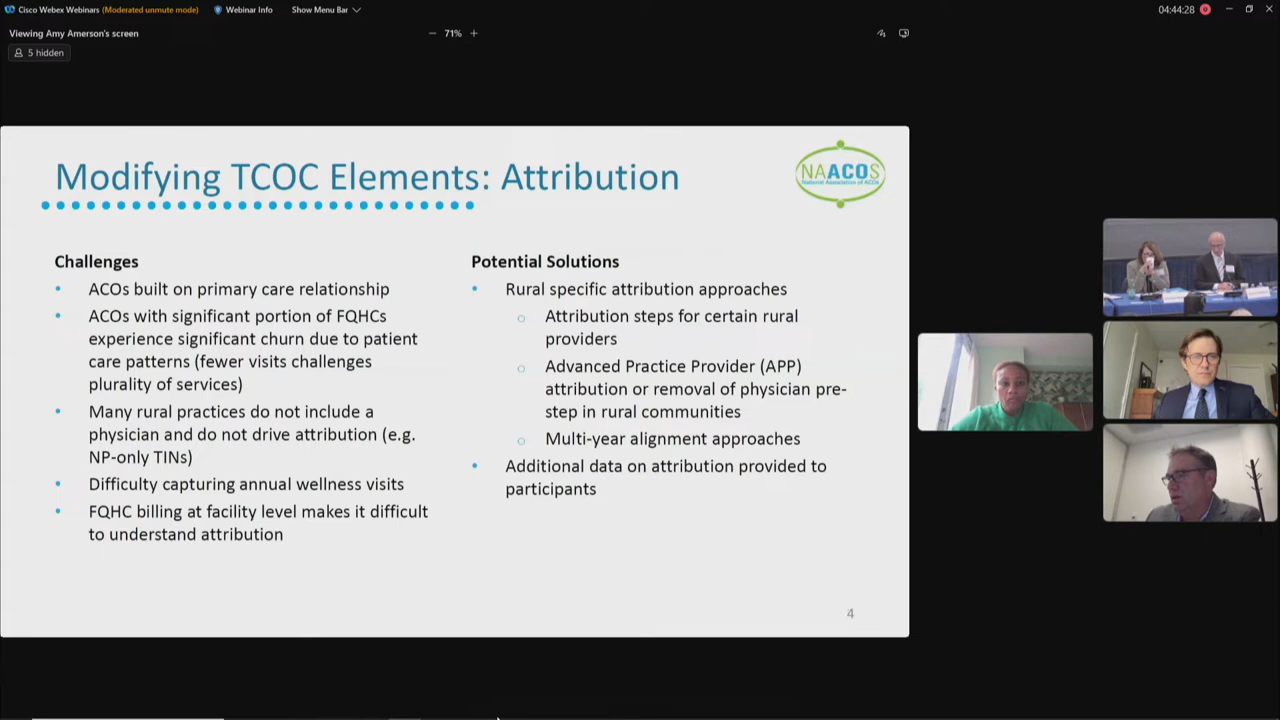 Cisco Webex Webinars (Moderated unmute mode) Webinar Info Show Menu Bar 04:44:28
Viewing Amy Amerson's screen 71%
5 hidden
Modifying TCOC Elements: Attribution
NAACOS
National Association of ACOs
Challenges
ACOs built on primary care relationship
ACOs with significant portion of FQHCs
experience significant churn due to patient
care patterns (fewer visits challenges
plurality of services)
Many rural practices do not include a
physician and do not drive attribution (e.g.
NP-only TINs)
Difficulty capturing annual wellness visits
FQHC billing at facility level makes it difficult
to understand attribution
Potential Solutions
Rural specific attribution approaches
Attribution steps for certain rural
providers
Advanced Practice Provider (APP)
attribution or removal of physician pre-
step in rural communities
Multi-year alignment approaches
Additional data on attribution provided to
participants
4